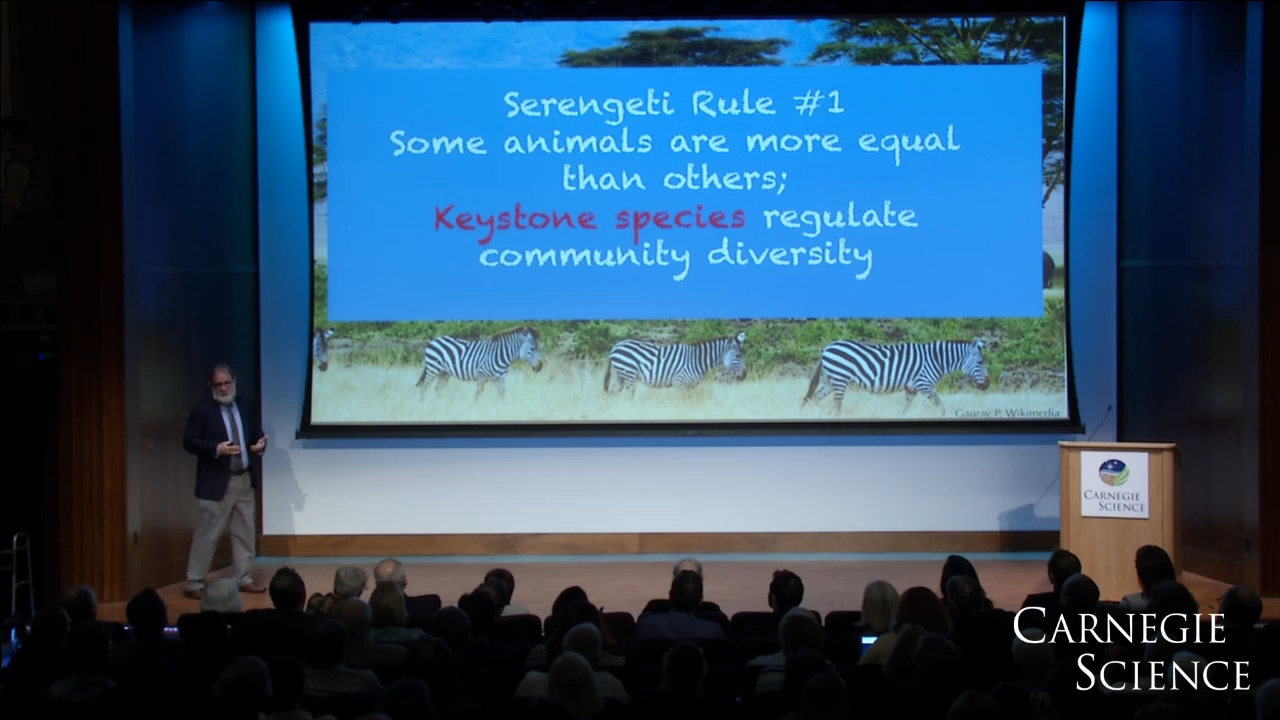 Serengeti Rule #1
Some animals are more equal
than others;
Keystone species regulate
community diversity
Gaurav P. Wikimedia
CARNEGIE
SCIENCE
CARNEGIE
SCIENCE